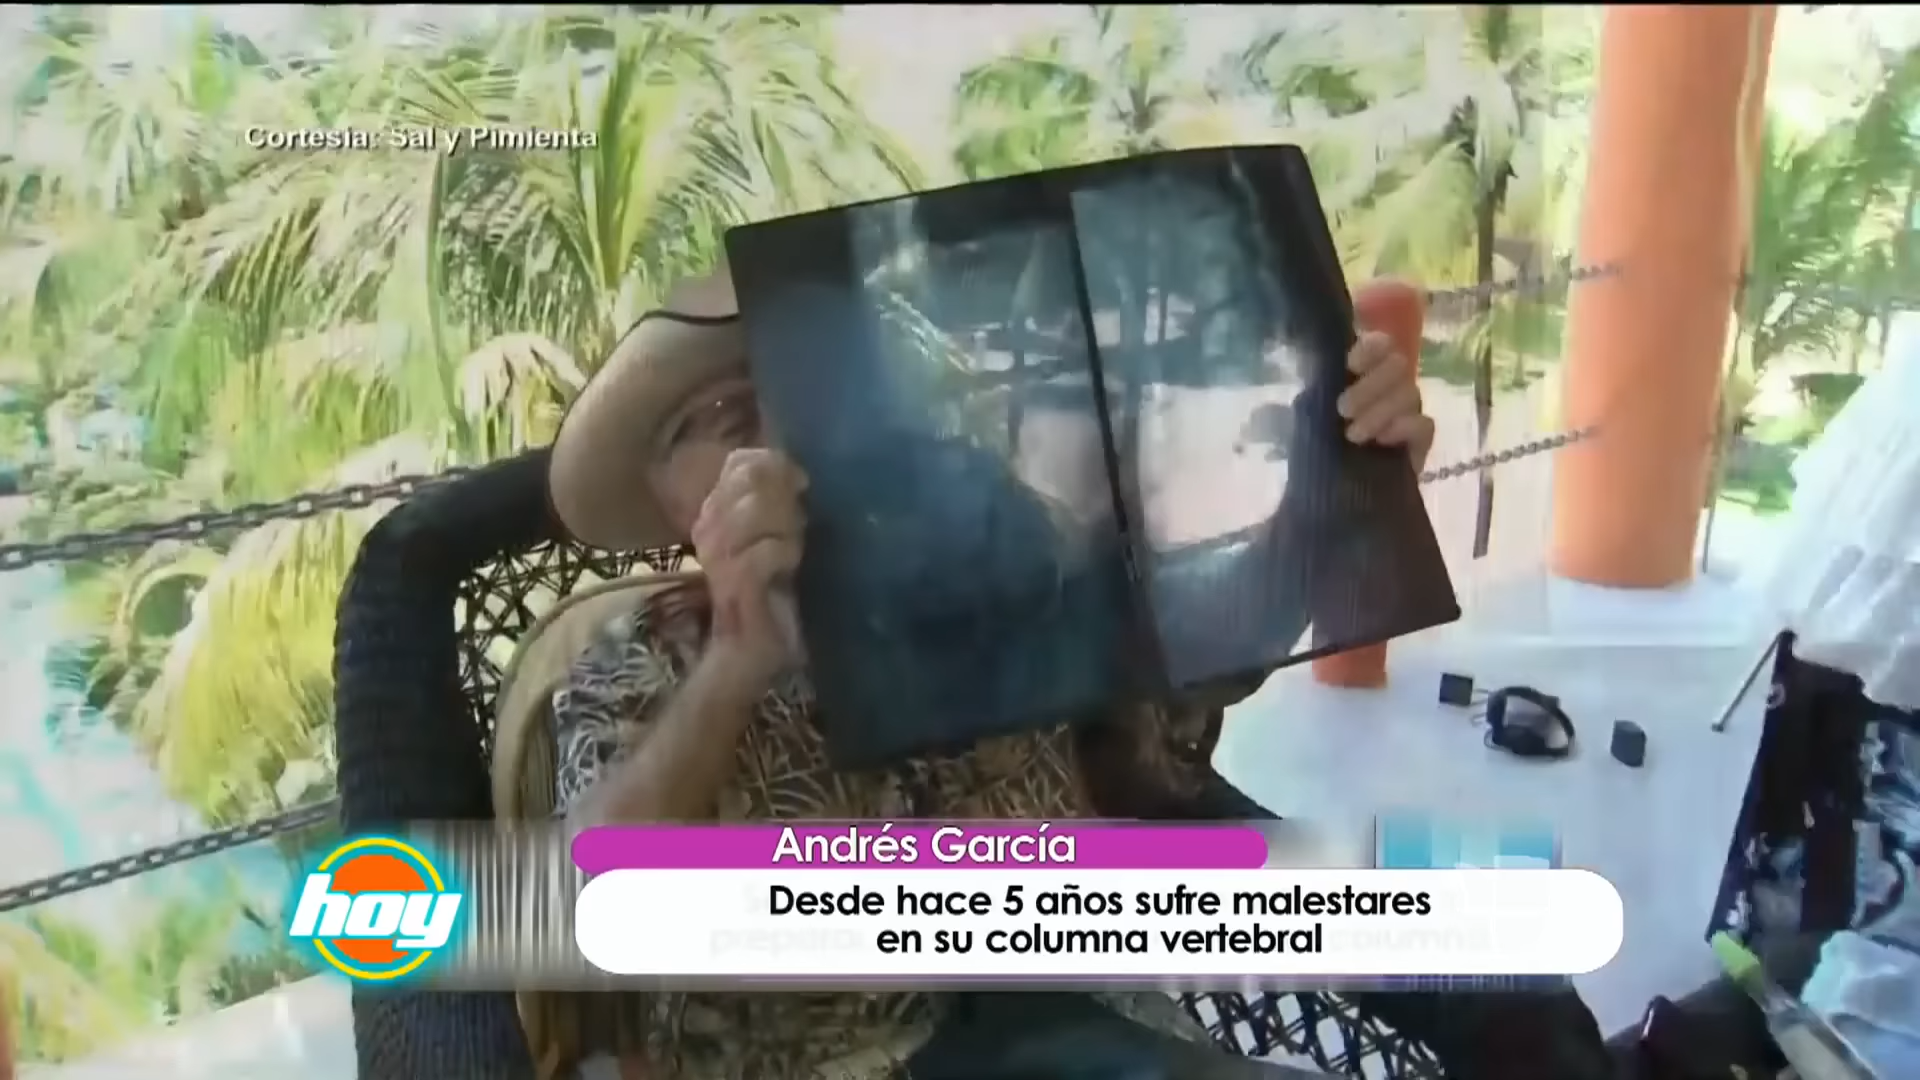 Cortesia: Sal y Pimienta
Andrés García
Desde hace 5 años sufre malestares
en su columna vertebral
hoy